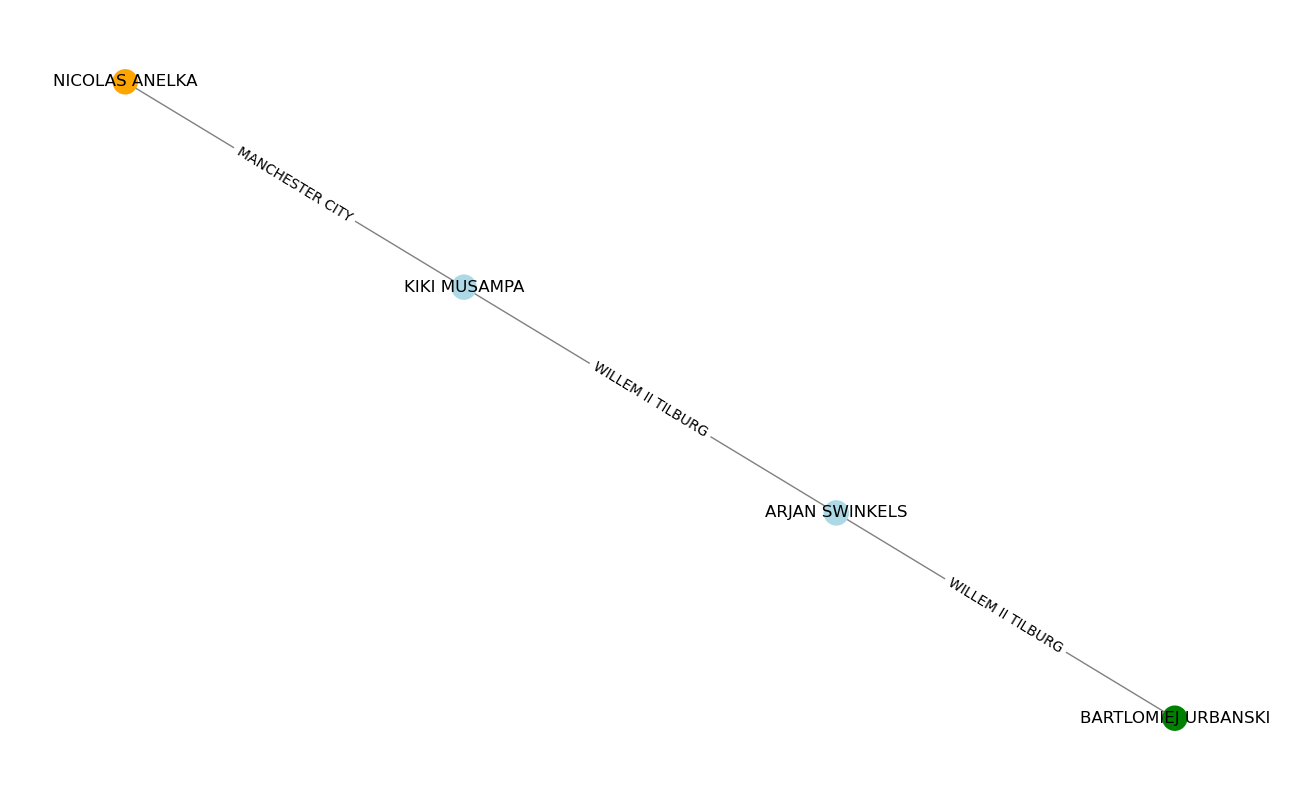 NICOLAS ANELKA
MANCHESTER CITY
KIKI MUSAMPA
WILLEM II TILBURG
ARJAN SWINKELS
WILLEM II TILBURG
BARTLOMIEJ URBANSKI